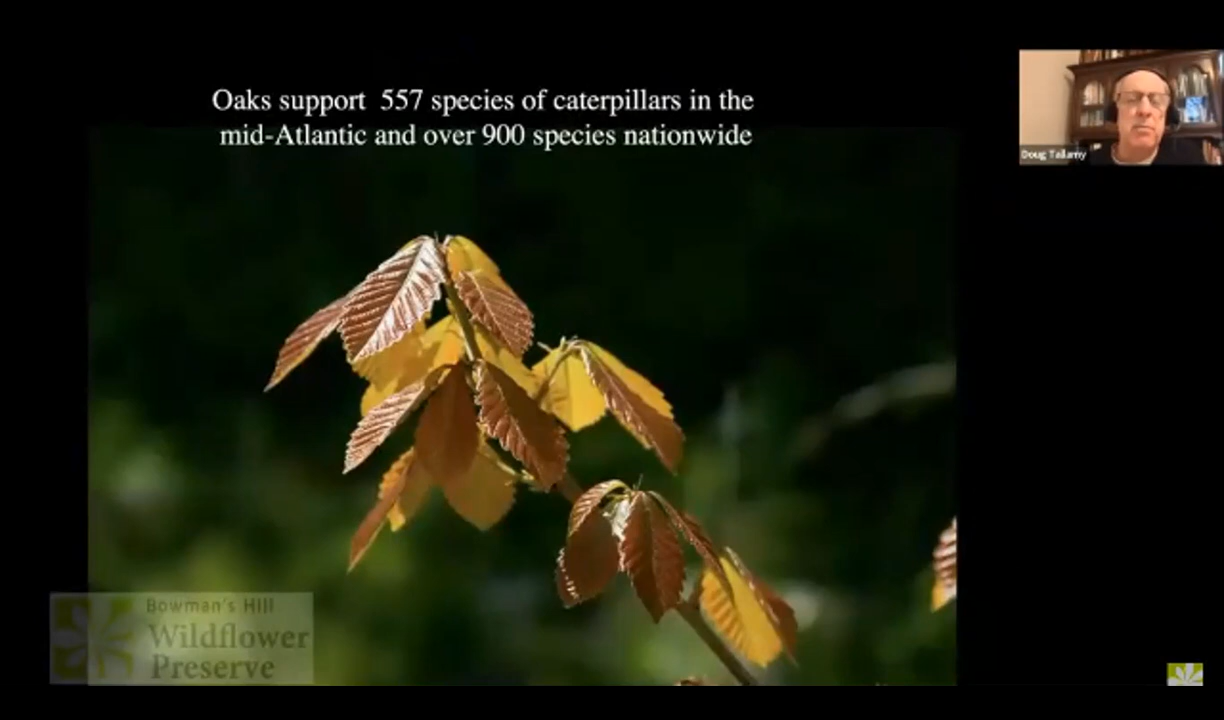 Oaks support 557 species of caterpillars in the
mid-Atlantic and over 900 species nationwide
Doug Tallamy
Bowman's Hill
Wildflower
Preserve